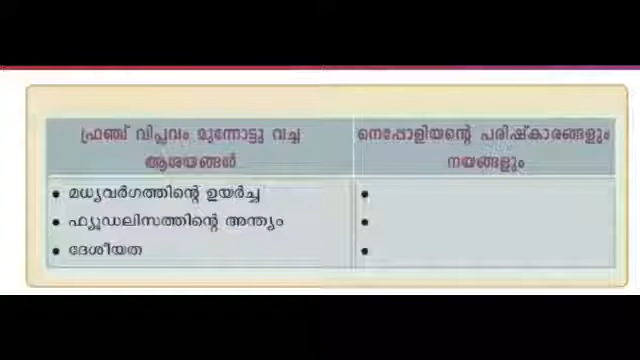 ഫ്രഞ്ച് വിപ്ലവം മുന്നോട്ടു വച്ച
ആശയങ്ങൾ
നെപ്പോളിയന്റെ പരിഷ്കാരങ്ങളും
നയങ്ങളും
• മധ്യവർഗത്തിന്റെ ഉയർച്ച
• ഫ്യൂഡലിസത്തിന്റെ അന്ത്യം
• ദേശീയത
•
•
•